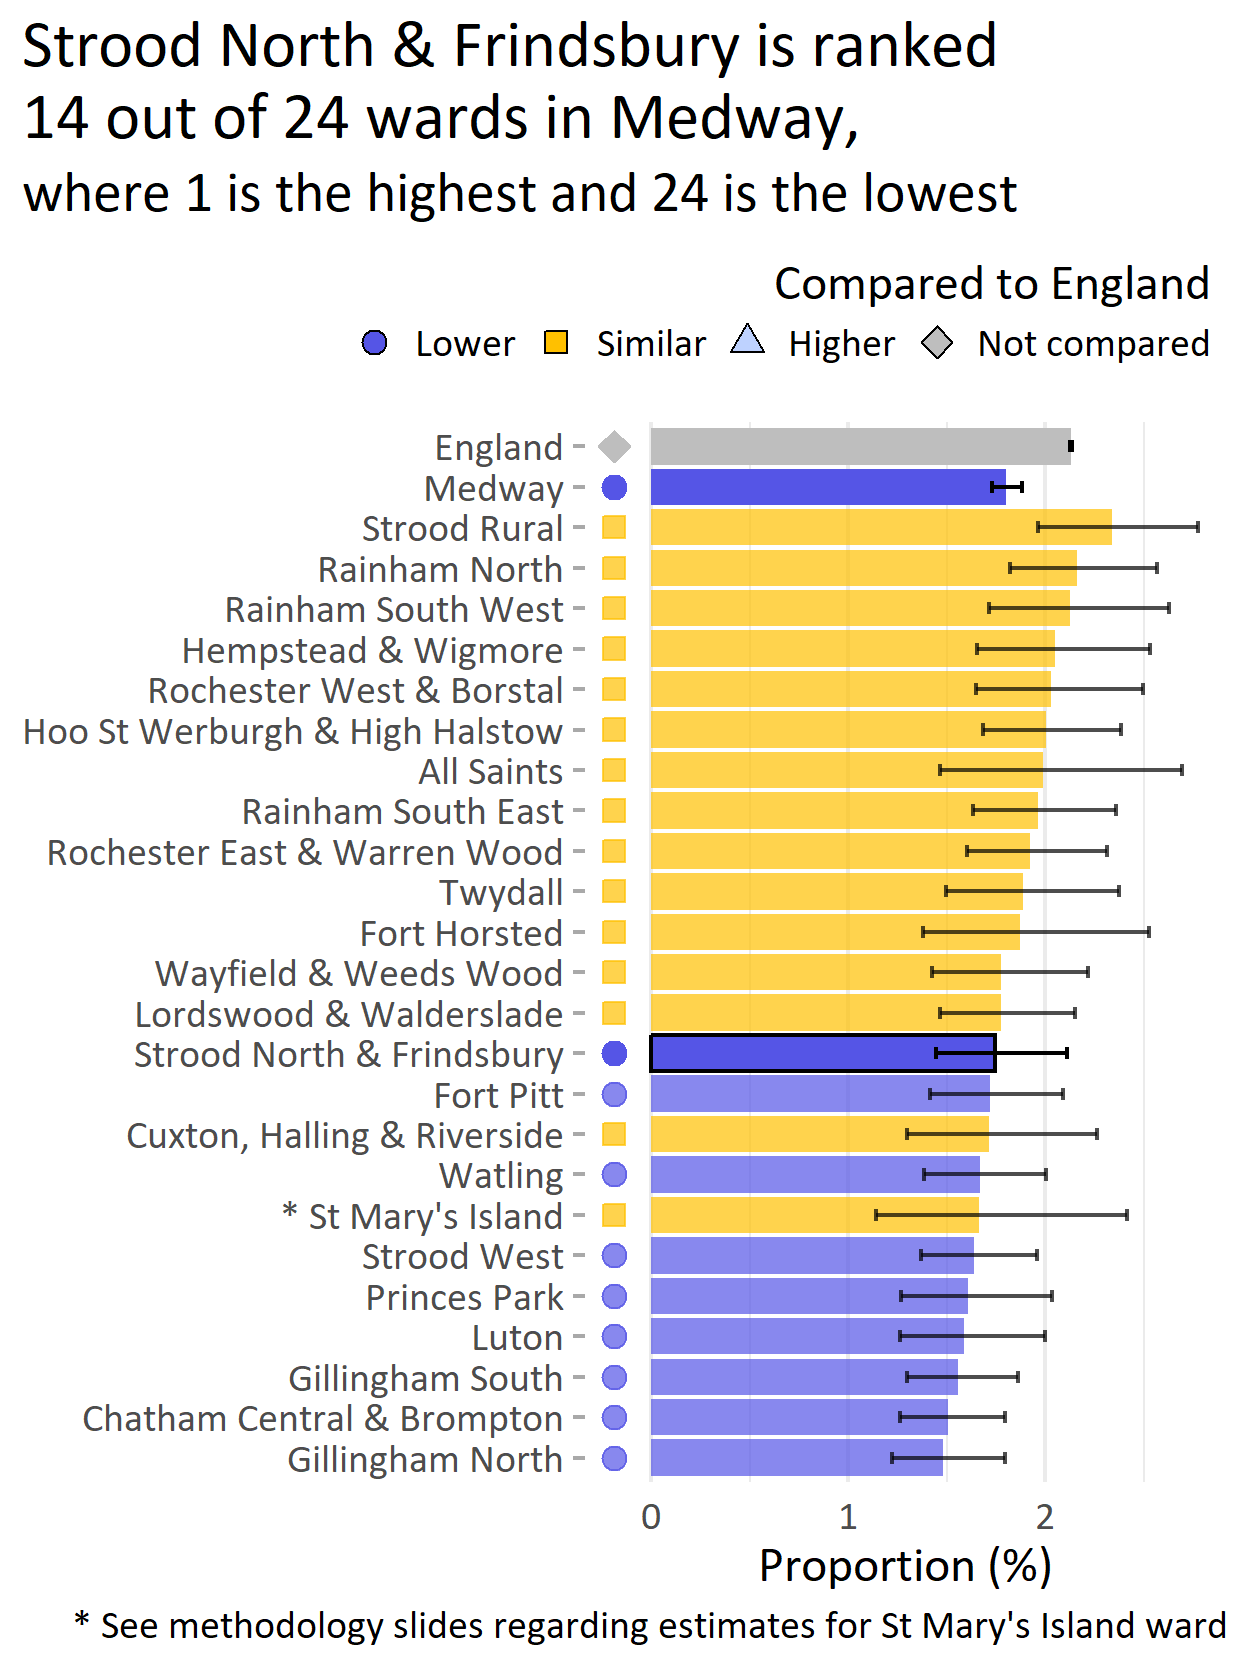 Strood North & Frindsbury is ranked
14 out of 24 wards in Medway,
where 1 is the highest and 24 is the lowest
Compared to England
Lower Similar Higher Not compared
England
Medway
Strood Rural
Rainham North
Rainham South West
Hempstead & Wigmore
Rochester West & Borstal
Hoo St Werburgh & High Halstow
All Saints
Rainham South East
Rochester East & Warren Wood
Twydall
Fort Horsted
Wayfield & Weeds Wood
Lordswood & Walderslade
Strood North & Frindsbury
Fort Pitt
Cuxton, Halling & Riverside
Watling
* St Mary's Island
Strood West
Princes Park
Luton
Gillingham South
Chatham Central & Brompton
Gillingham North
0 1 2
Proportion (%)
* See methodology slides regarding estimates for St Mary's Island ward